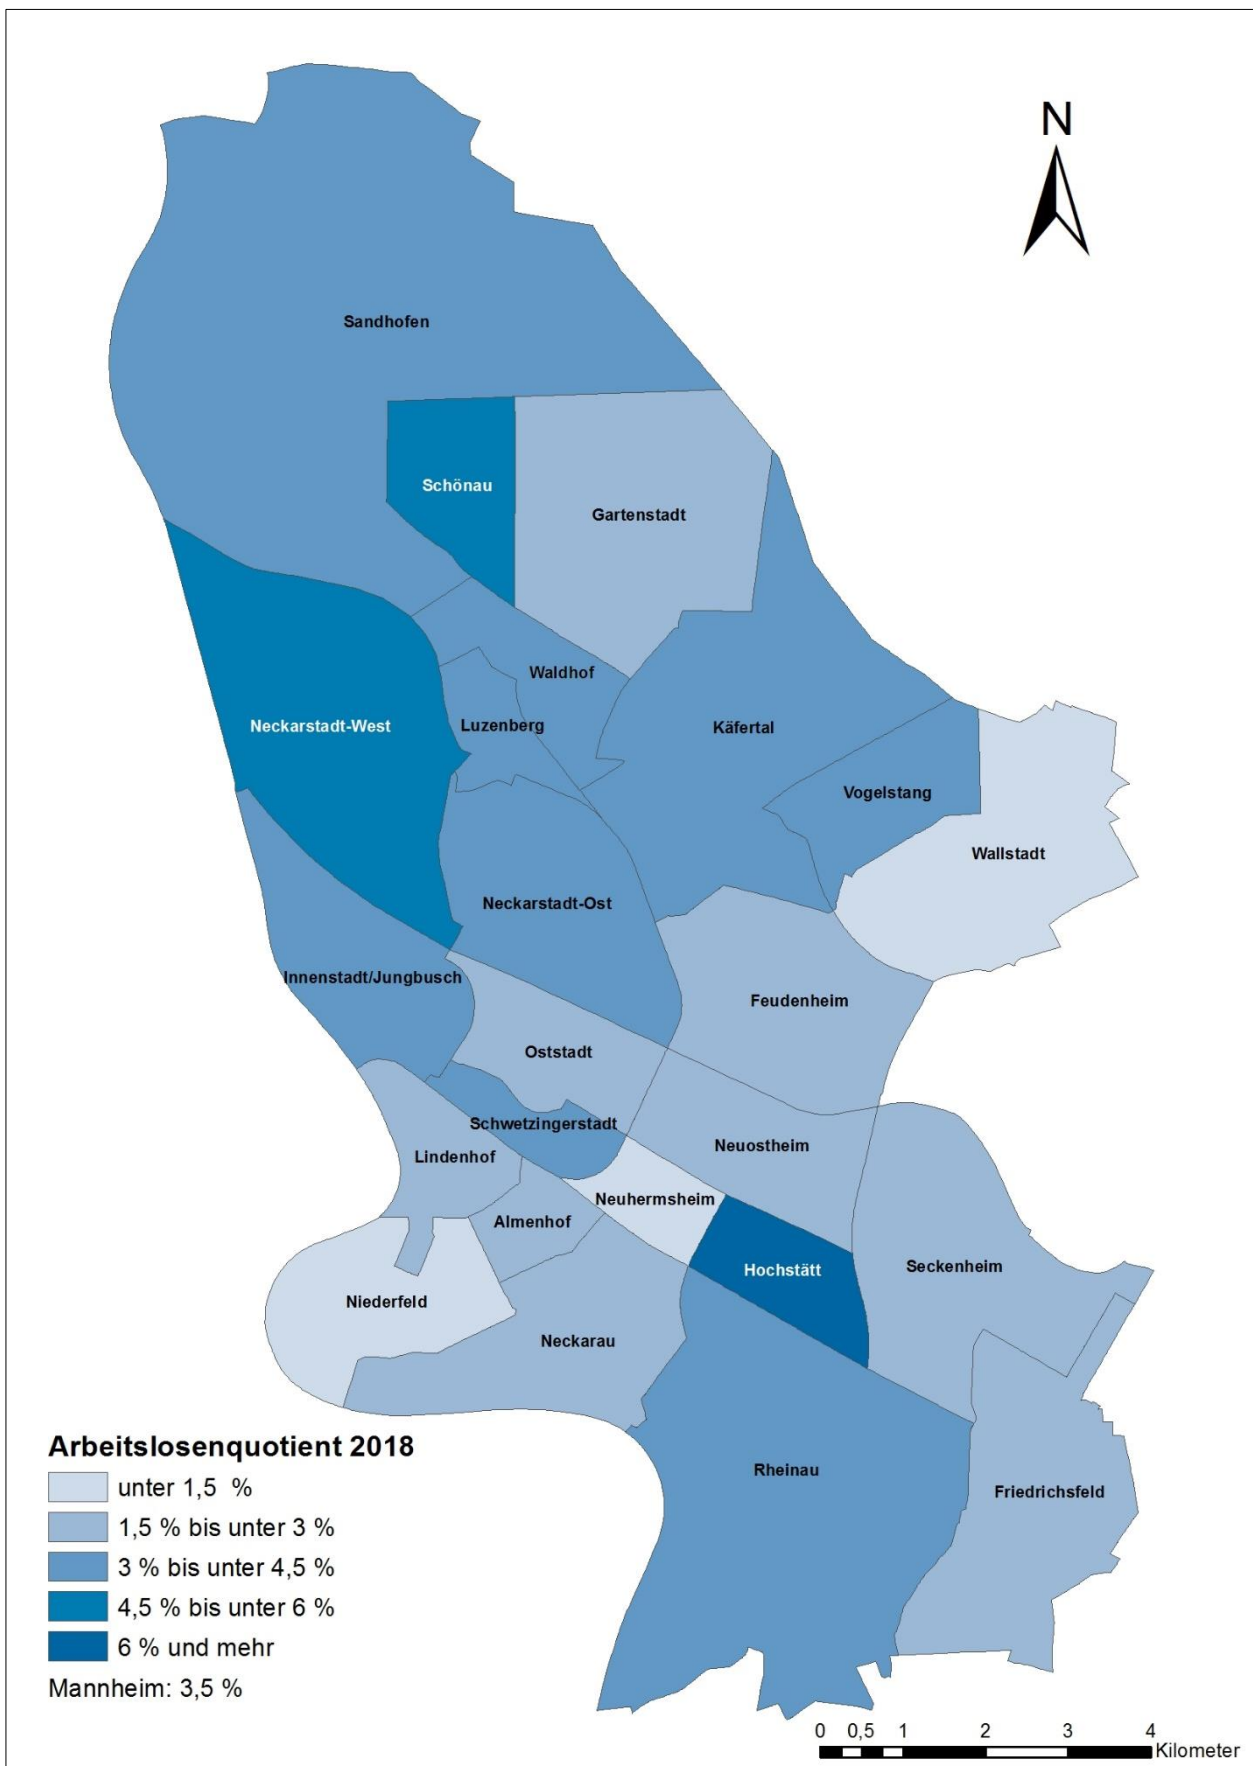 N
Sandhofen
Schönau
Gartenstadt
Waldhof
Luzenberg
Neckarstadt-West
Käfertal
Vogelstang
Wallstadt
Neckarstadt-Ost
Innenstadt/Jungbusch
Feudenheim
Oststadt
Schwetzingerstadt
Neuostheim
Lindenhof
Neuhermsheim
Almenhof
Hochstätt
Seckenheim
Niederfeld
Neckarau
Rheinau
Friedrichsfeld
Arbeitslosenquotient 2018
unter 1,5 %
1,5 % bis unter 3 %
3 % bis unter 4,5 %
4,5 % bis unter 6 %
6 % und mehr
Mannheim: 3,5 %
0 0,5 1 2 3 4
Kilometer